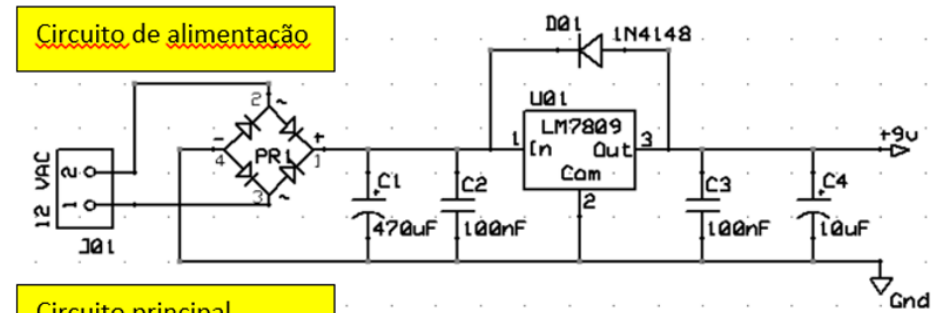 Circuito de alimentação
D01
1N4148
U01
LM7809
1 In Out 3
Com
2
+9v
2 ~
- +
4 PR1 1
3 ~
12 VAC
2
1
J01
C1
470uF
C2
100nF
C3
100nF
C4
10uF
Gnd
Circuito principal